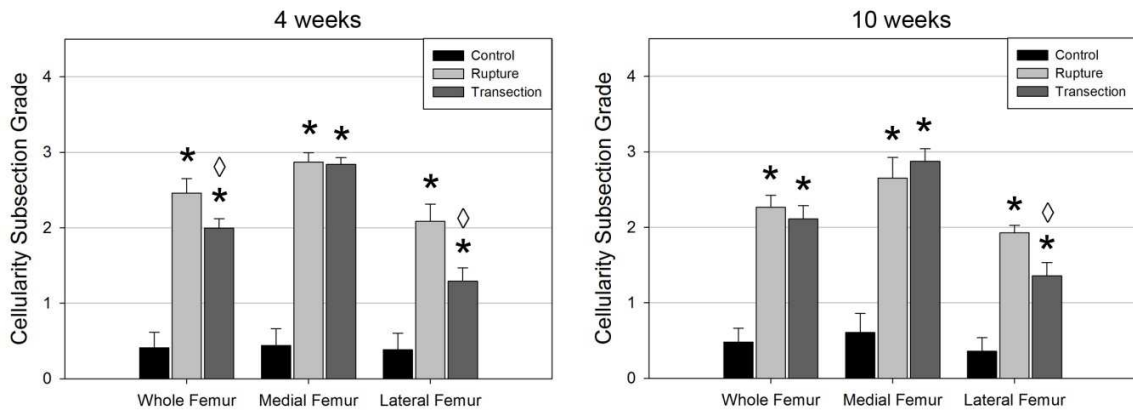 4 weeks
Cellularity Subsection Grade
4
3
2
1
0
Control
Rupture
Transection
*
*
*
*
*
*
◊
◊
Whole Femur Medial Femur Lateral Femur
10 weeks
Cellularity Subsection Grade
4
3
2
1
0
Control
Rupture
Transection
*
*
*
*
*
*
◊
Whole Femur Medial Femur Lateral Femur